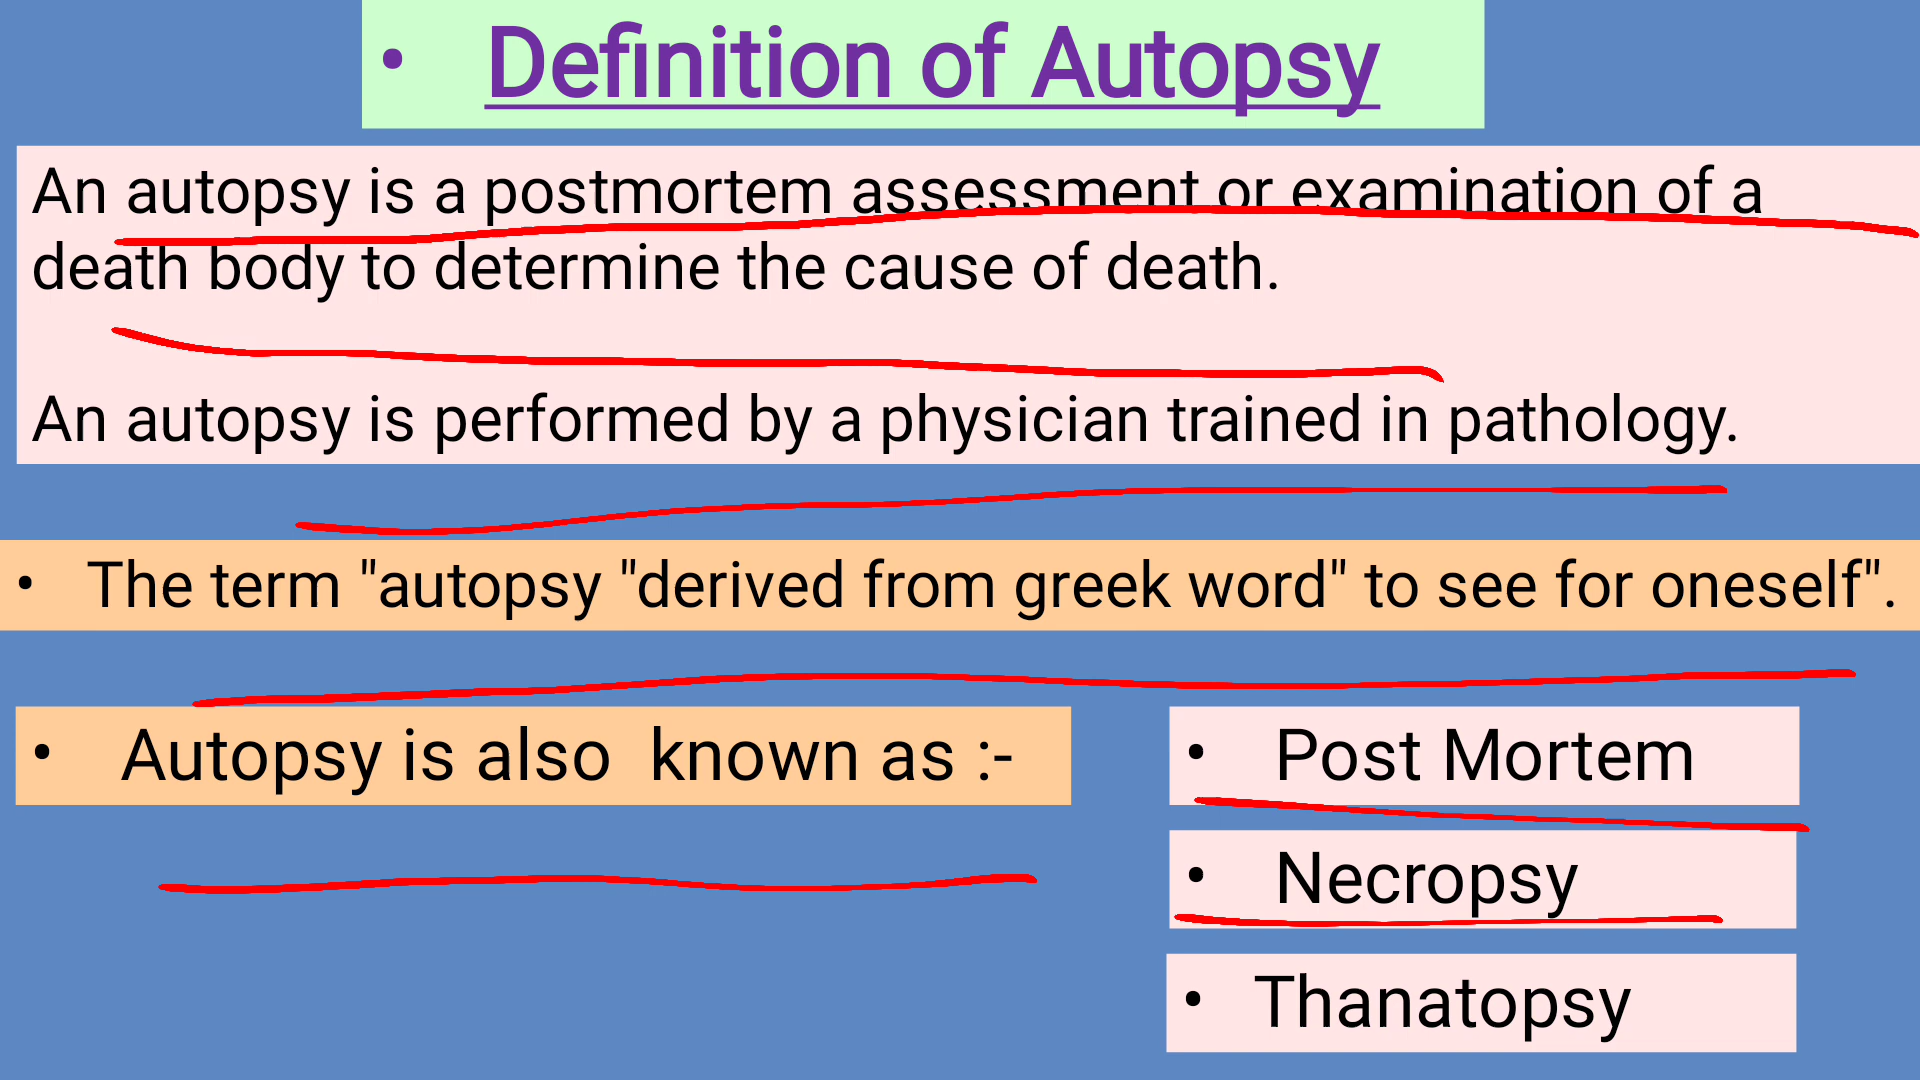 • Definition of Autopsy
An autopsy is a postmortem assessment or examination of a
death body to determine the cause of death.
An autopsy is performed by a physician trained in pathology.
• The term "autopsy "derived from greek word" to see for oneself".
• Autopsy is also known as :-
• Post Mortem
• Necropsy
• Thanatopsy